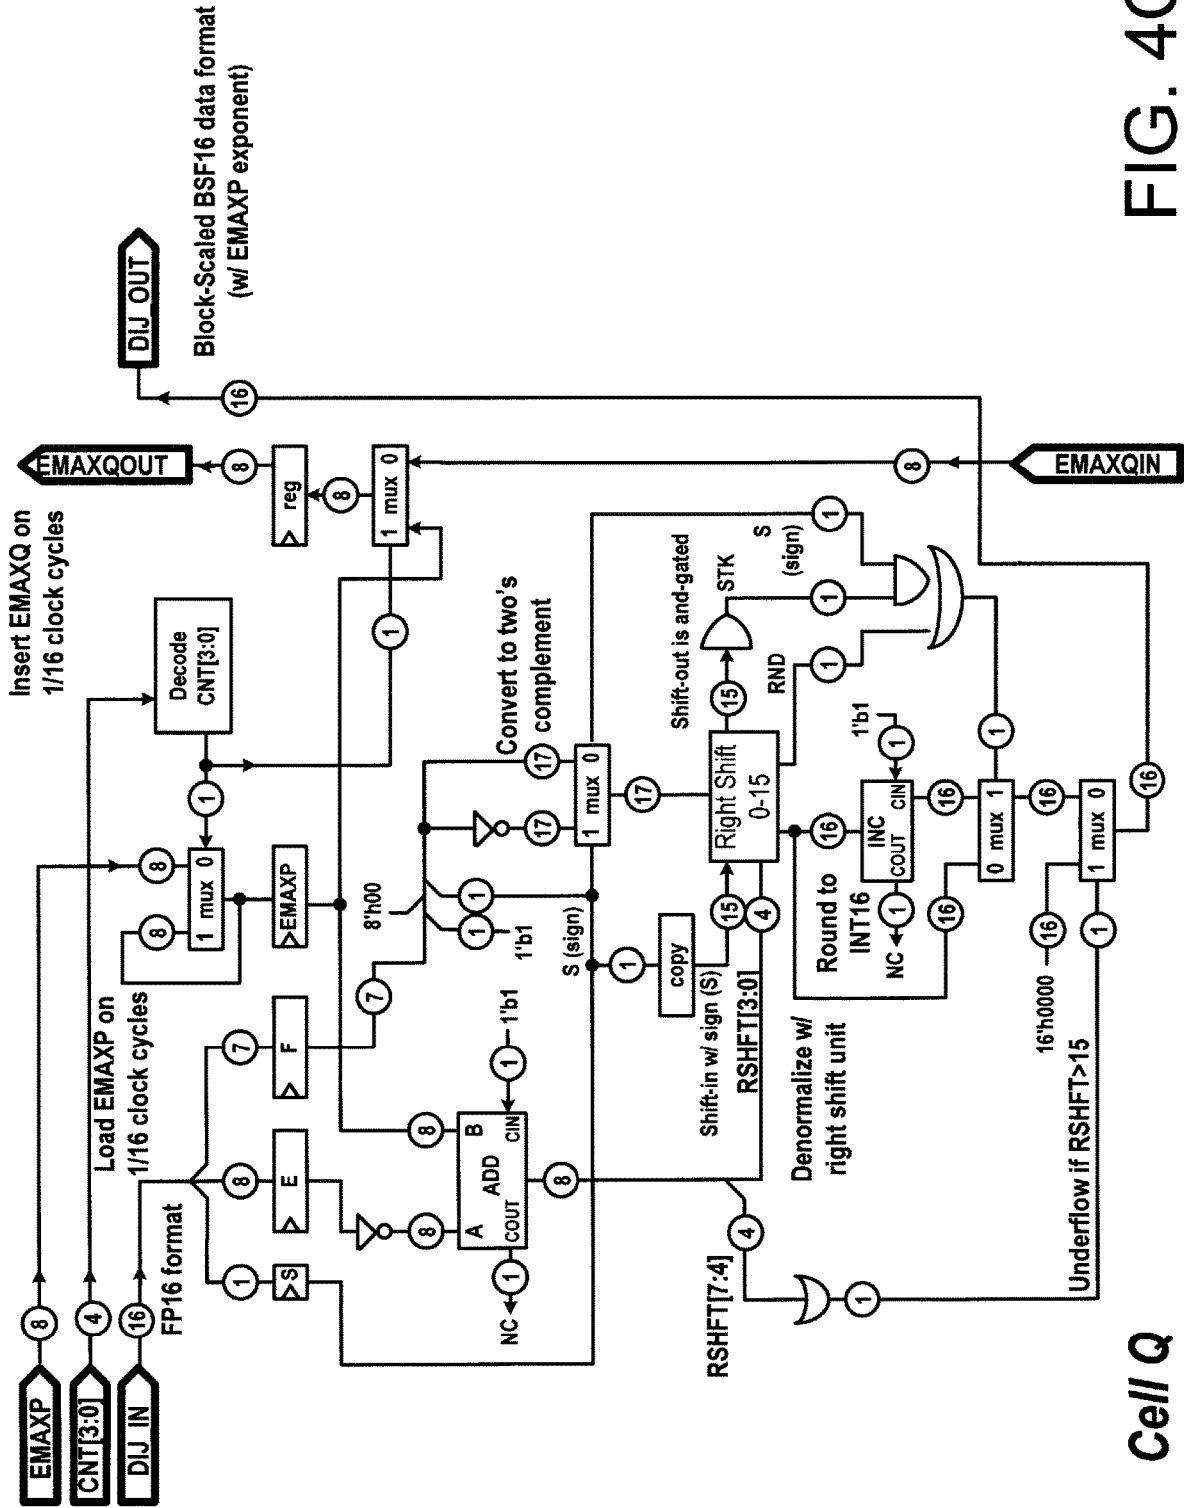 EMAXP
CNT[3:0]
DIJ_IN
8
4
16
FP16 format
Load EMAXP on
1/16 clock cycles
Insert EMAXQ on
1/16 clock cycles
EMAXQOUT
DIJ_OUT
Block-Scaled BSF16 data format
(w/ EMAXP exponent)
8
8
1
1 mux 0
Decode
CNT[3:0]
EMAXP
8
reg
8
1 mux 0
1
16
1
8
7
S
E
F
7
8'h00
1
1
1'b1
Convert to two's
complement
17
17
1 mux 0
17
8
8
A
B
ADD
COUT
CIN
1
1'b1
1
NC
8
S (sign)
1
copy
Shift-in w/ sign (S)
15
4
RSHFT[3:0]
Right Shift
0-15
15
Shift-out is and-gated
STK
RND
1
1
1
S
(sign)
8
EMAXQIN
Denormalize w/
right shift unit
Round to
INT16
16
INC
COUT
CIN
1
1'b1
1
NC
16
16
0 mux 1
1
RSHFT[7:4]
4
1
Underflow if RSHFT>15
16'h0000
16
1
16
1 mux 0
16
Cell Q